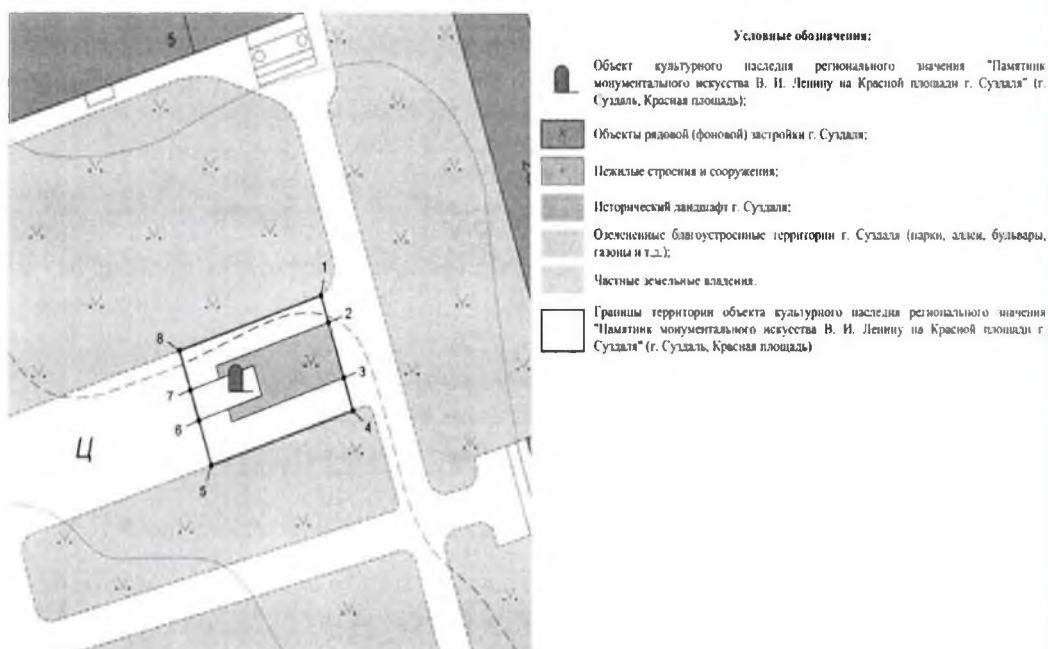 5
1
2
8
3
7
4
6
Ц
5
Условные обозначения:
Объект культурного наследия регионального значения "Памятник
монументального искусства В. И. Ленину на Красной площади г. Суздаля" (г.
Суздаль, Красная площадь);
Объекты рядовой (фоновой) застройки г. Суздаля;
Нежилые строения и сооружения;
Исторический ландшафт г. Суздаля;
Озелененные благоустроенные территории г. Суздаля (парки, аллеи, бульвары,
газоны и т.д.);
Частные земельные владения.
Границы территории объекта культурного наследия регионального значения
"Памятник монументального искусства В. И. Ленину на Красной площади г
Суздаля" (г. Суздаль, Красная площадь)